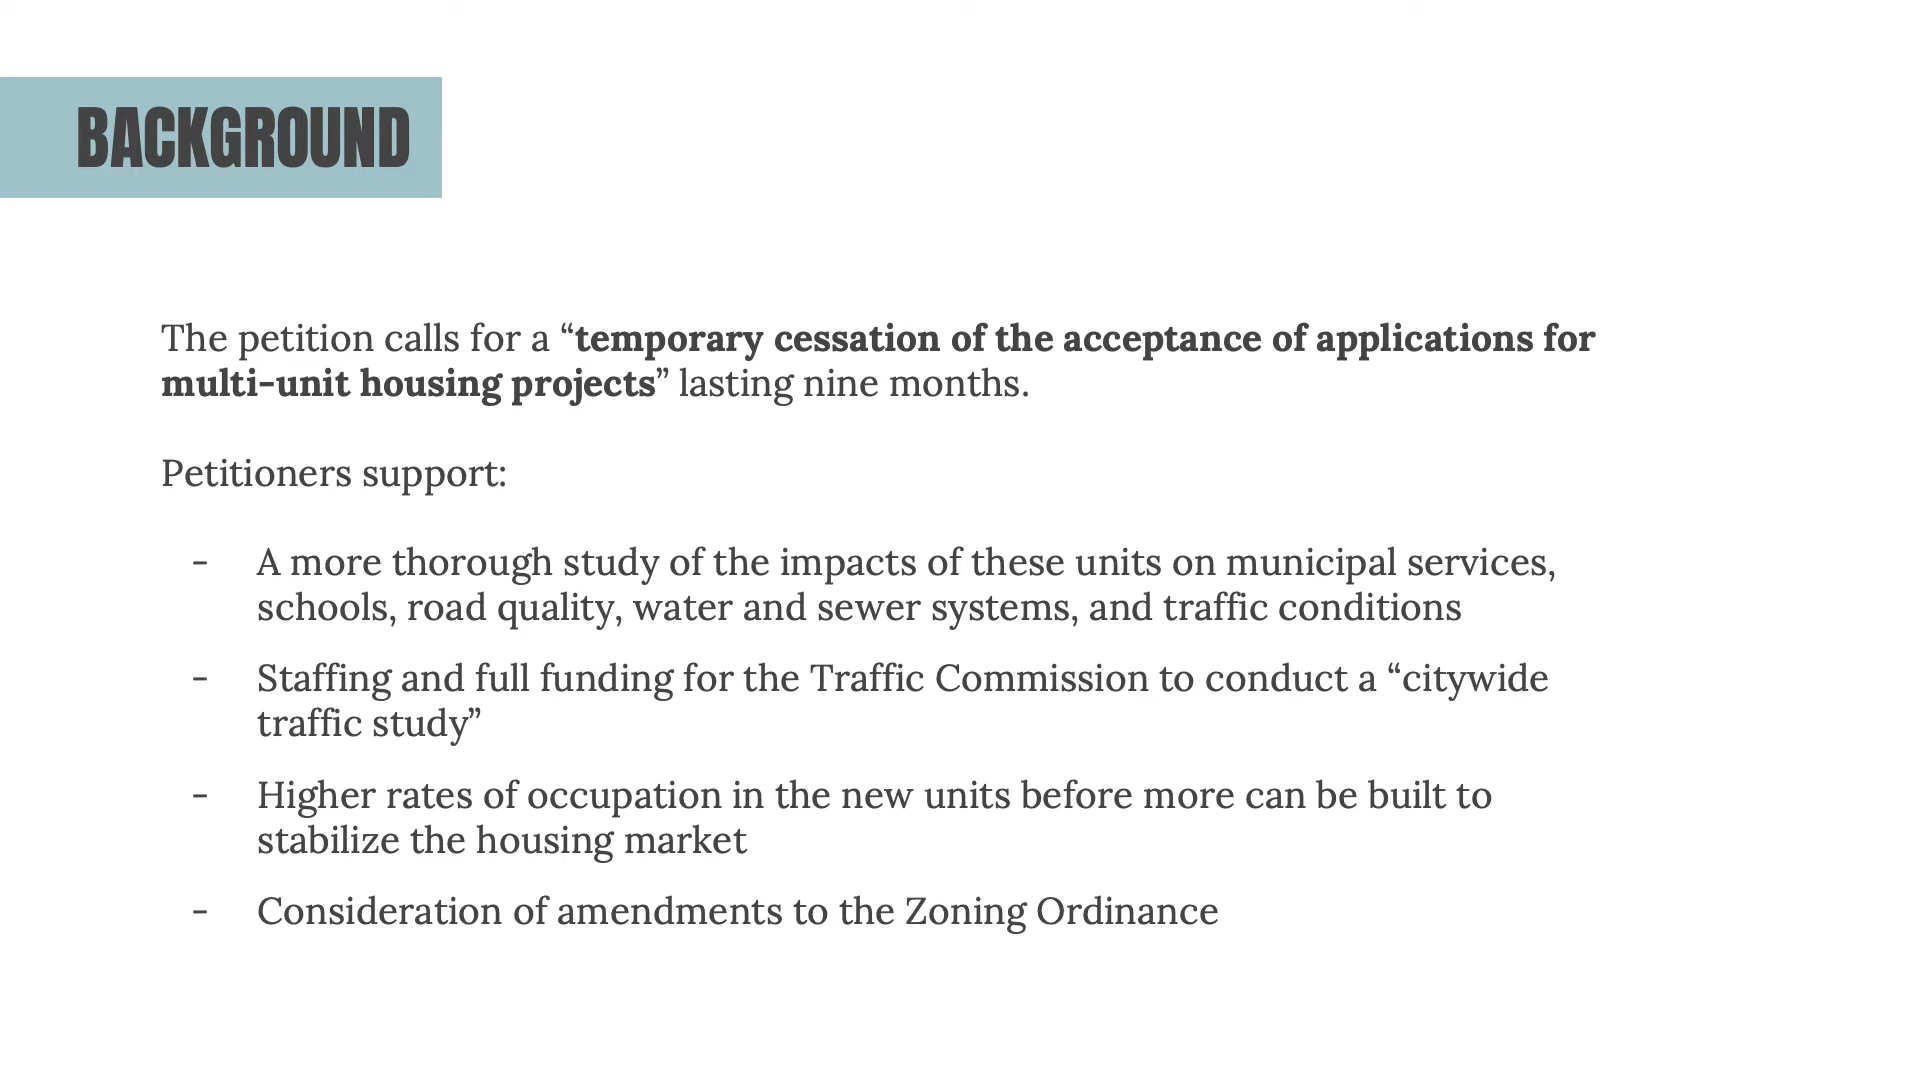 BACKGROUND
The petition calls for a “temporary cessation of the acceptance of applications for
multi-unit housing projects” lasting nine months.
Petitioners support:
- A more thorough study of the impacts of these units on municipal services,
schools, road quality, water and sewer systems, and traffic conditions
- Staffing and full funding for the Traffic Commission to conduct a “citywide
traffic study”
- Higher rates of occupation in the new units before more can be built to
stabilize the housing market
- Consideration of amendments to the Zoning Ordinance